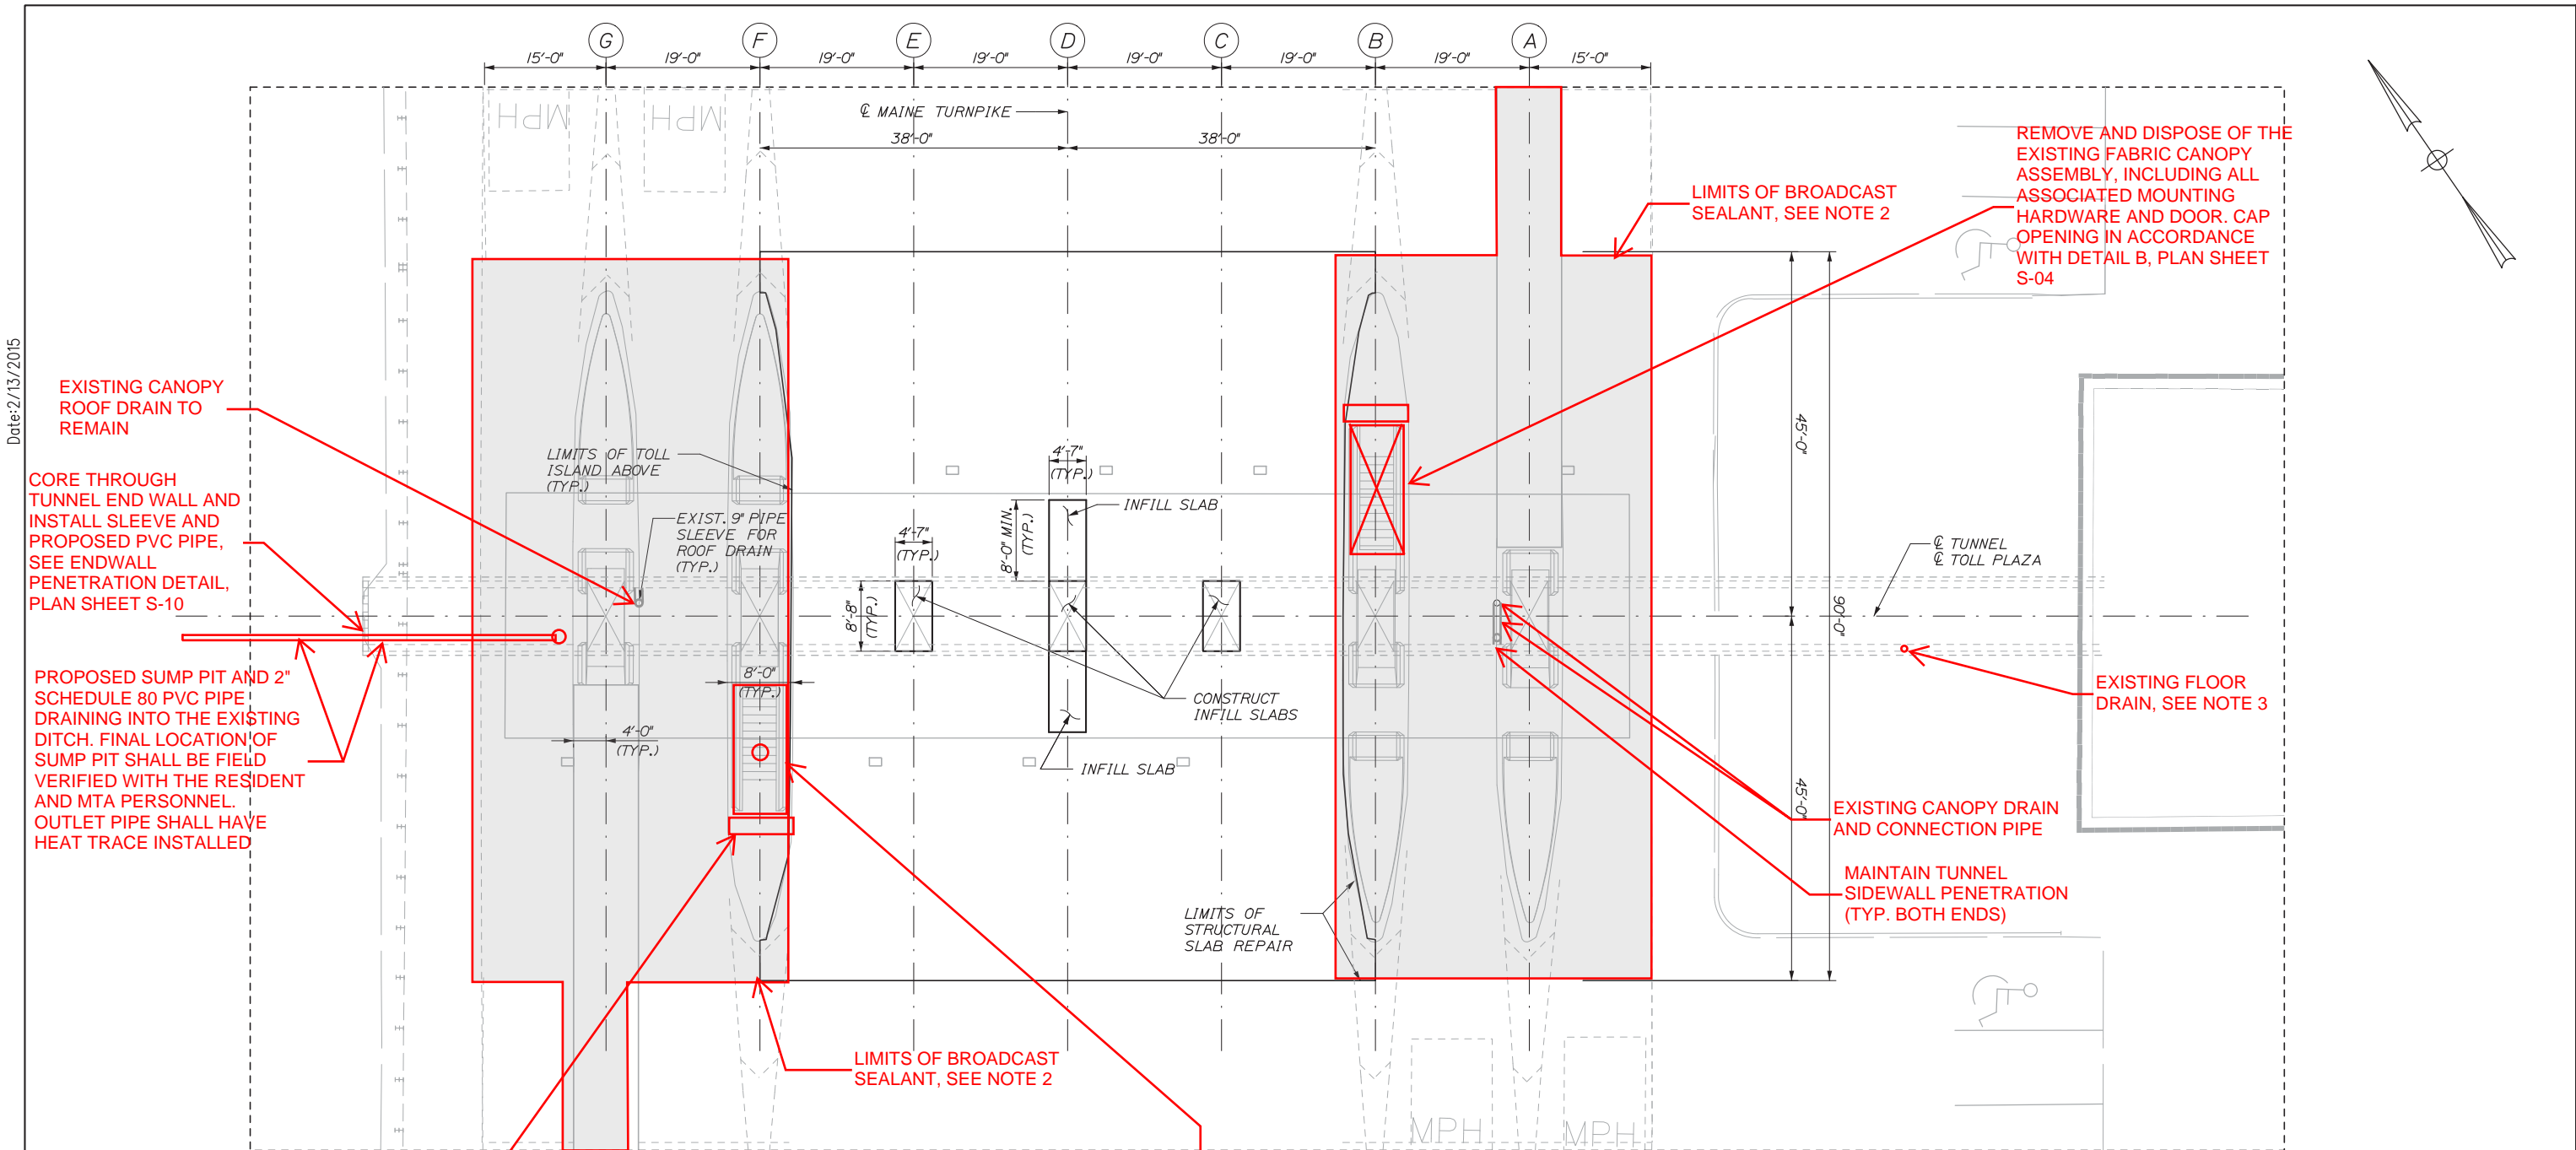 G
F
E
D
C
B
A
15'-0"
19'-0"
19'-0"
19'-0"
19'-0"
19'-0"
19'-0"
15'-0"
℄ MAINE TURNPIKE
38'-0"
38'-0"
MPH
MPH
REMOVE AND DISPOSE OF THE
EXISTING FABRIC CANOPY
ASSEMBLY, INCLUDING ALL
ASSOCIATED MOUNTING
HARDWARE AND DOOR. CAP
OPENING IN ACCORDANCE
WITH DETAIL B, PLAN SHEET
S-04
LIMITS OF BROADCAST
SEALANT, SEE NOTE 2
Date:2/13/2015
EXISTING CANOPY
ROOF DRAIN TO
REMAIN
CORE THROUGH
TUNNEL END WALL AND
INSTALL SLEEVE AND
PROPOSED PVC PIPE,
SEE ENDWALL
PENETRATION DETAIL,
PLAN SHEET S-10
PROPOSED SUMP PIT AND 2"
SCHEDULE 80 PVC PIPE
DRAINING INTO THE EXISTING
DITCH. FINAL LOCATION OF
SUMP PIT SHALL BE FIELD
VERIFIED WITH THE RESIDENT
AND MTA PERSONNEL.
OUTLET PIPE SHALL HAVE
HEAT TRACE INSTALLED
LIMITS OF TOLL
ISLAND ABOVE
(TYP.)
EXIST. 9" PIPE
SLEEVE FOR
ROOF DRAIN
(TYP.)
4'-7"
(TYP.)
8'-8"
(TYP.)
4'-7"
(TYP.)
8'-0" MIN.
(TYP.)
INFILL SLAB
CONSTRUCT
INFILL SLABS
INFILL SLAB
8'-0"
(TYP.)
4'-0"
(TYP.)
45'-0"
90'-0"
45'-0"
℄ TUNNEL
℄ TOLL PLAZA
EXISTING FLOOR
DRAIN, SEE NOTE 3
EXISTING CANOPY DRAIN
AND CONNECTION PIPE
MAINTAIN TUNNEL
SIDEWALL PENETRATION
(TYP. BOTH ENDS)
LIMITS OF
STRUCTURAL
SLAB REPAIR
LIMITS OF BROADCAST
SEALANT, SEE NOTE 2
MPH
MPH